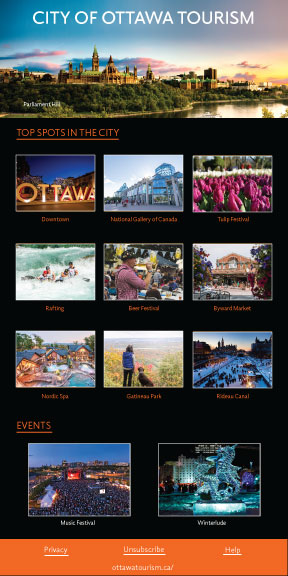 CITY OF OTTAWA TOURISM
Parliament Hill
TOP SPOTS IN THE CITY
OTTAWA
Downtown
National Gallery of Canada
Tulip Festival
Rafting
Beer Festival
Byward Market
Nordic Spa
Gatineau Park
Rideau Canal
EVENTS
Music Festival
Winterlude
Privacy
Unsubscribe
Help
ottawatourism.ca/